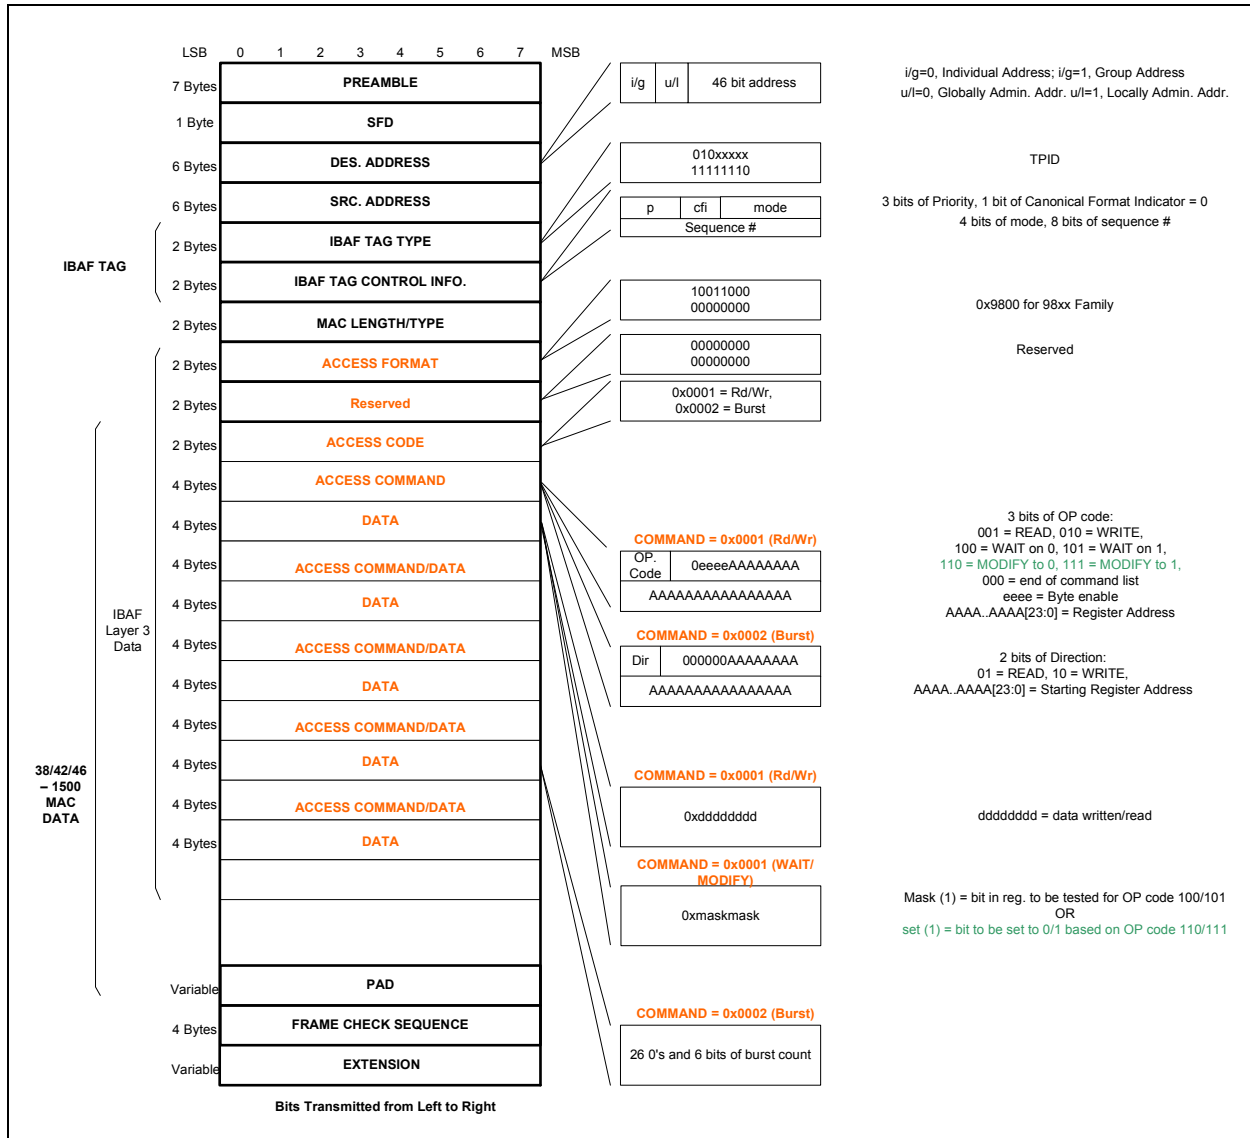 LSB 0 1 2 3 4 5 6 7 MSB
7 Bytes PREAMBLE
i/g u/l 46 bit address
i/g=0, Individual Address; i/g=1, Group Address
u/l=0, Globally Admin. Addr. u/l=1, Locally Admin. Addr.
1 Byte SFD
6 Bytes DES. ADDRESS
010xxxxx
11111110
TPID
6 Bytes SRC. ADDRESS
p cfi mode
Sequence #
3 bits of Priority, 1 bit of Canonical Format Indicator = 0
4 bits of mode, 8 bits of sequence #
IBAF TAG
2 Bytes IBAF TAG TYPE
2 Bytes IBAF TAG CONTROL INFO.
10011000
00000000
0x9800 for 98xx Family
2 Bytes MAC LENGTH/TYPE
2 Bytes ACCESS FORMAT
00000000
00000000
Reserved
2 Bytes Reserved
0x0001 = Rd/Wr,
0x0002 = Burst
2 Bytes ACCESS CODE
4 Bytes ACCESS COMMAND
4 Bytes DATA
COMMAND = 0x0001 (Rd/Wr)
OP.
Code
0eeeeAAAAAAAA
AAAAAAAAAAAAAAAA
3 bits of OP code:
001 = READ, 010 = WRITE,
100 = WAIT on 0, 101 = WAIT on 1,
110 = MODIFY to 0, 111 = MODIFY to 1,
000 = end of command list
eeee = Byte enable
AAAA..AAAA[23:0] = Register Address
4 Bytes ACCESS COMMAND/DATA
4 Bytes DATA
IBAF
Layer 3
Data
4 Bytes ACCESS COMMAND/DATA
COMMAND = 0x0002 (Burst)
Dir 000000AAAAAAAA
AAAAAAAAAAAAAAAA
2 bits of Direction:
01 = READ, 10 = WRITE,
AAAA..AAAA[23:0] = Starting Register Address
4 Bytes DATA
4 Bytes ACCESS COMMAND/DATA
4 Bytes DATA
38/42/46
– 1500
MAC
DATA
4 Bytes ACCESS COMMAND/DATA
4 Bytes DATA
COMMAND = 0x0001 (Rd/Wr)
0xdddddddd
dddddddd = data written/read
COMMAND = 0x0001 (WAIT/
MODIFY)
0xmaskmask
Mask (1) = bit in reg. to be tested for OP code 100/101
OR
set (1) = bit to be set to 0/1 based on OP code 110/111
Variable PAD
4 Bytes FRAME CHECK SEQUENCE
COMMAND = 0x0002 (Burst)
26 0's and 6 bits of burst count
Variable EXTENSION
Bits Transmitted from Left to Right